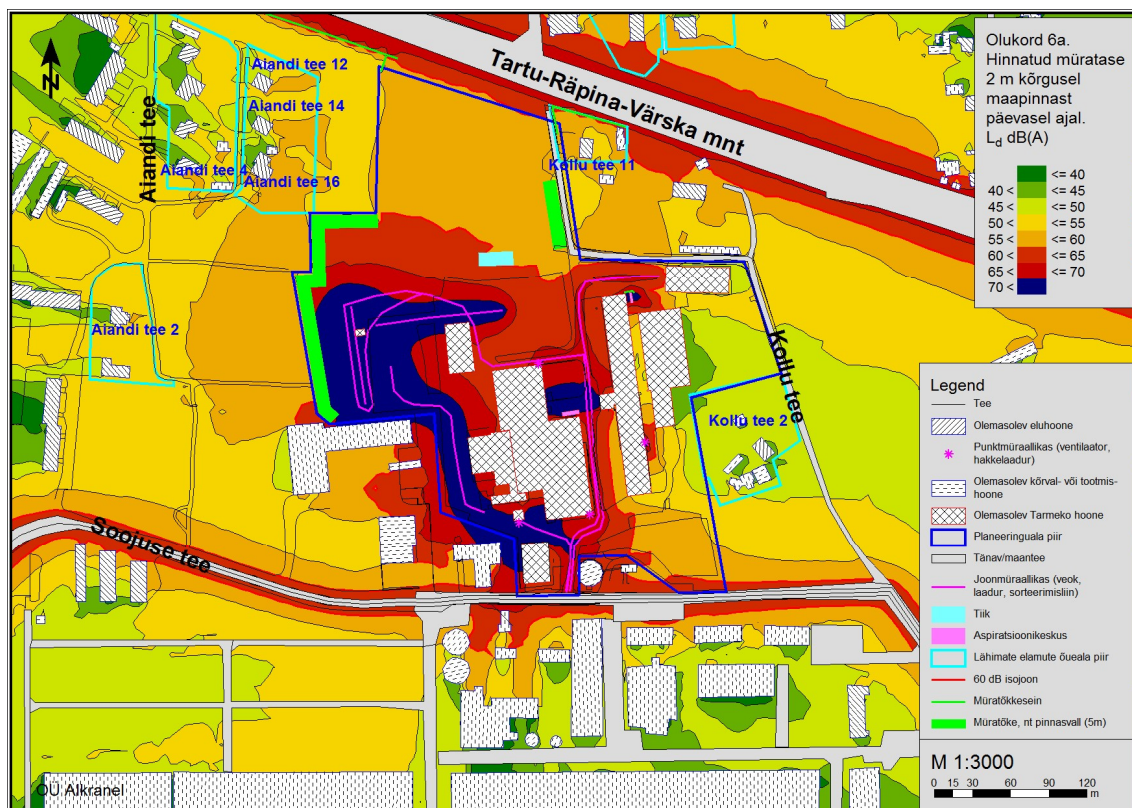 Aiandi tee 12
Aiandi tee 14
Aiandi tee
Aiandi tee 4
Aiandi tee 16
Aiandi tee 2
N
Tartu-Räpina-Värska mnt
Kollu tee 11
Kollu tee
Kollu tee 2
Soojuse tee
OÜ Alkranel
Olukord 6a.
Hinnatud müratase
2 m kõrgusel
maapinnast
päevasel ajal.
Ld dB(A)
<= 40
40 < <= 45
45 < <= 50
50 < <= 55
55 < <= 60
60 < <= 65
65 < <= 70
70 <
Legend
Tee
Olemasolev eluhoone
Punktmüraallikas (ventilaator,
hakkelaadur)
Olemasolev kõrval- või tootmis-
hoone
Olemasolev Tarmeko hoone
Planeeringuala piir
Tänav/maantee
Joonmüraallikas (veok,
laadur, sorteerimisliin)
Tiik
Aspiratsioonikeskus
Lähimate elamute õueala piir
60 dB isojoon
Müratõkkesein
Müratõke, nt pinnasvall (5m)
M 1:3000
0 15 30 60 90 120
m